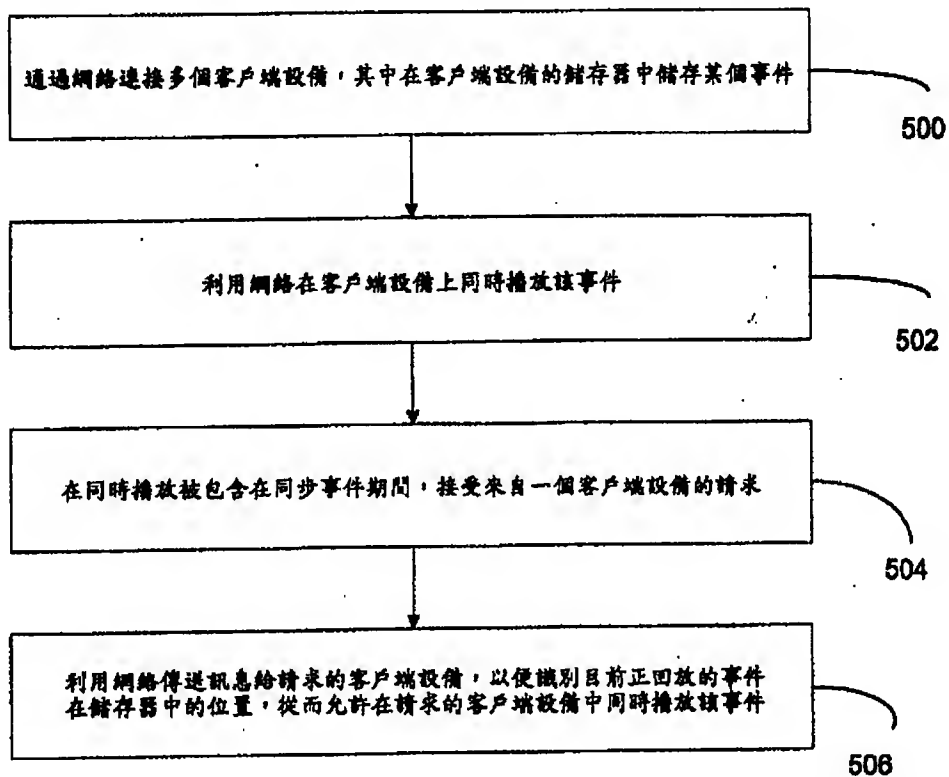 通過網絡連接多個客戶端設備，其中在客戶端設備的儲存器中儲存某個事件
500
利用網絡在客戶端設備上同時播放該事件
502
在同時播放被包含在同步事件期間，接受來自一個客戶端設備的請求
504
利用網絡傳送訊息給請求的客戶端設備，以便識別目前正回放的事件
在儲存器中的位置，從而允許在請求的客戶端設備中同時播放該事件
506